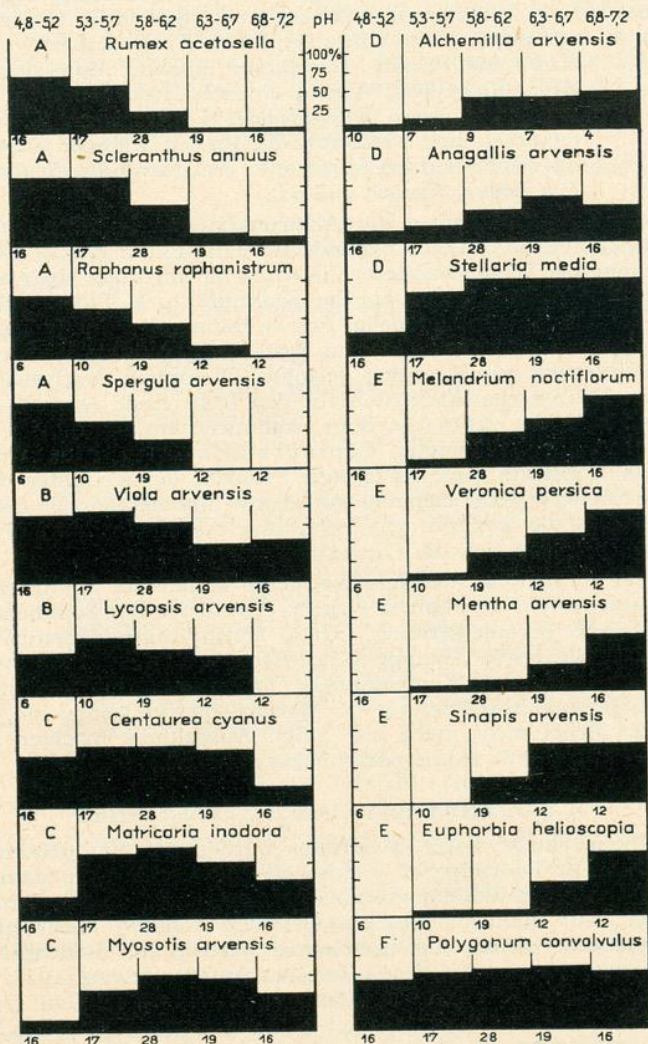 4,8-5,2 5,3-5,7 5,8-6,2 6,3-6,7 6,8-7,2 pH 4,8-5,2 5,3-5,7 5,8-6,2 6,3-6,7 6,8-7,2
A Rumex acetosella
16 17 28 19 16
A Scleranthus annuus
16 17 28 19 16
A Raphanus raphanistrum
6 10 19 12 12
A Spergula arvensis
6 10 19 12 12
B Viola arvensis
16 17 28 19 16
B Lycopsis arvensis
6 10 19 12 12
C Centaurea cyanus
16 17 28 19 16
C Matricaria inodora
16 17 28 19 16
C Myosotis arvensis
16 17 28 19 16
100%
75
50
25
D Alchemilla arvensis
10 7 9 7 4
D Anagallis arvensis
16 17 28 19 16
D Stellaria media
16 17 28 19 16
E Melandrium noctiflorum
16 17 28 19 16
E Veronica persica
6 10 19 12 12
E Mentha arvensis
16 17 28 19 16
E Sinapis arvensis
6 10 19 12 12
E Euphorbia helioscopia
6 10 19 12 12
F Polygonum convolvulus
16 17 28 19 16